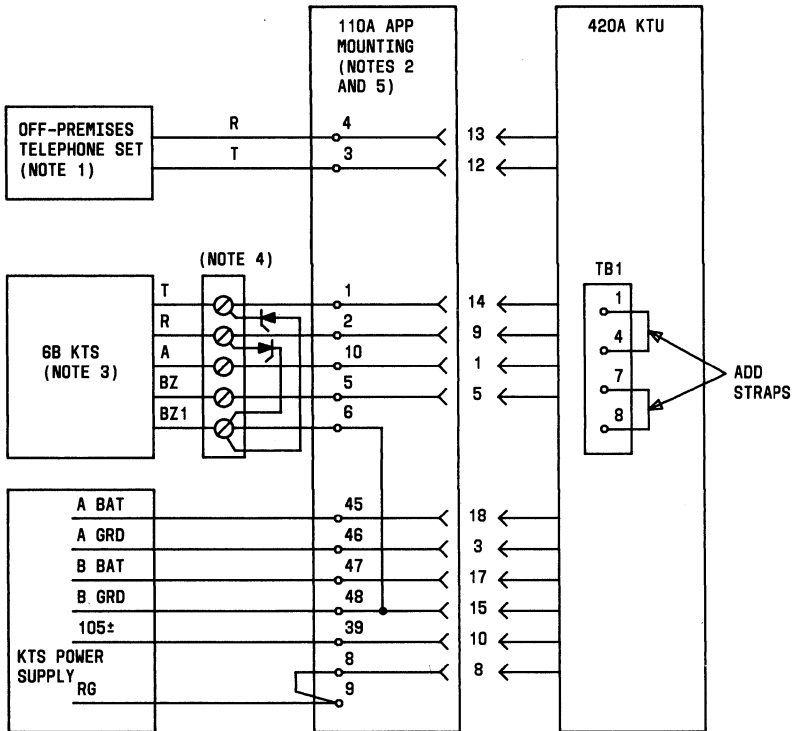 110A APP
MOUNTING
(NOTES 2
AND 5)
420A KTU
OFF-PREMISES
TELEPHONE SET
(NOTE 1)
R 4 13
T 3 12
(NOTE 4)
6B KTS
(NOTE 3)
T 1 14
R 2 9
A 10 1
BZ 5 5
BZ1 6
TB1
1
4
7
8
ADD
STRAPS
A BAT 45 18
A GRD 46 3
B BAT 47 17
B GRD 48 15
105± 39 10
8 8
KTS POWER
SUPPLY
RG 9